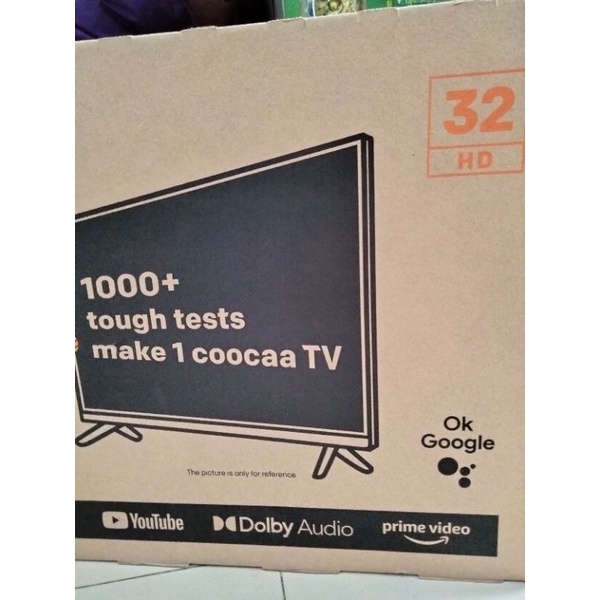 32
HD
1000+
tough tests
make 1 coocaa TV
Ok
Google
The picture is only for reference
YouTube
Dolby Audio
prime video